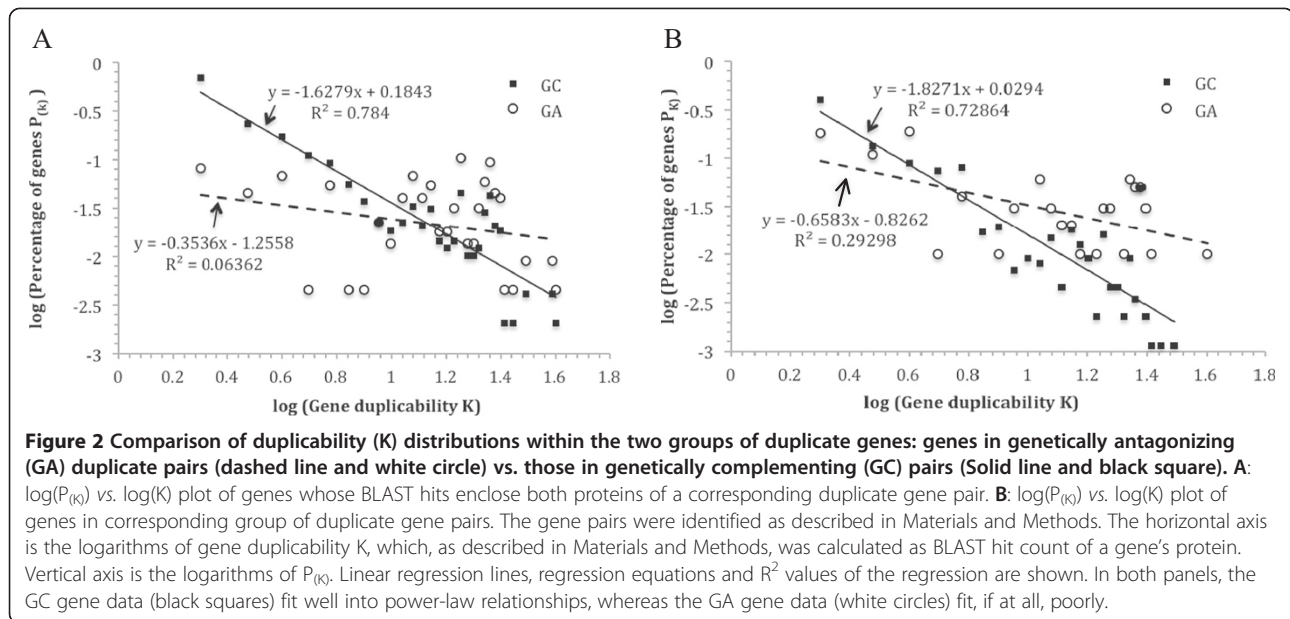 A
B
0
-0.5
-1
-1.5
-2
-2.5
-3
log (Percentage of genes P(k))
y = -1.6279x + 0.1843
R² = 0.784
GC
GA
y = -0.3536x - 1.2558
R² = 0.06362
0 0.2 0.4 0.6 0.8 1 1.2 1.4 1.6 1.8
log (Gene duplicability K)
0
-0.5
-1
-1.5
-2
-2.5
-3
log (Percentage of genes PK)
y = -1.8271x + 0.0294
R² = 0.72864
GC
GA
y = -0.6583x - 0.8262
R² = 0.29298
0 0.2 0.4 0.6 0.8 1 1.2 1.4 1.6 1.8
log (Gene duplicability K)
Figure 2 Comparison of duplicability (K) distributions within the two groups of duplicate genes: genes in genetically antagonizing
(GA) duplicate pairs (dashed line and white circle) vs. those in genetically complementing (GC) pairs (Solid line and black square). A:
log(P(K)) vs. log(K) plot of genes whose BLAST hits enclose both proteins of a corresponding duplicate gene pair. B: log(P(K)) vs. log(K) plot of
genes in corresponding group of duplicate gene pairs. The gene pairs were identified as described in Materials and Methods. The horizontal axis
is the logarithms of gene duplicability K, which, as described in Materials and Methods, was calculated as BLAST hit count of a gene's protein.
Vertical axis is the logarithms of P(K). Linear regression lines, regression equations and R² values of the regression are shown. In both panels, the
GC gene data (black squares) fit well into power-law relationships, whereas the GA gene data (white circles) fit, if at all, poorly.